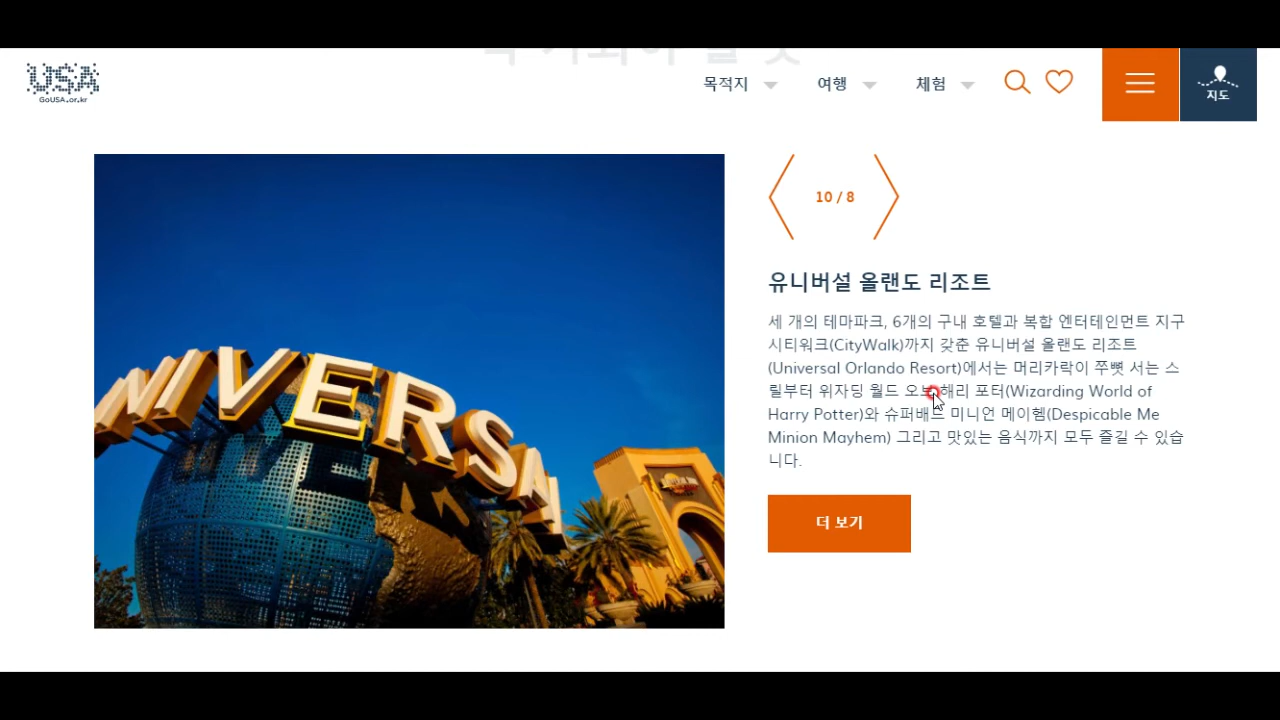 USA
GoUSA.or.kr
목적지
여행
체험
지도
10 / 8
유니버설 올랜도 리조트
세 개의 테마파크, 6개의 구내 호텔과 복합 엔터테인먼트 지구
시티워크(CityWalk)까지 갖춘 유니버설 올랜도 리조트
(Universal Orlando Resort)에서는 머리카락이 쭈뼛 서는 스
릴부터 위자딩 월드 오브 해리 포터(Wizarding World of
Harry Potter)와 슈퍼배드 미니언 메이헴(Despicable Me
Minion Mayhem) 그리고 맛있는 음식까지 모두 즐길 수 있습
니다.
더 보기
UNIVERSAL